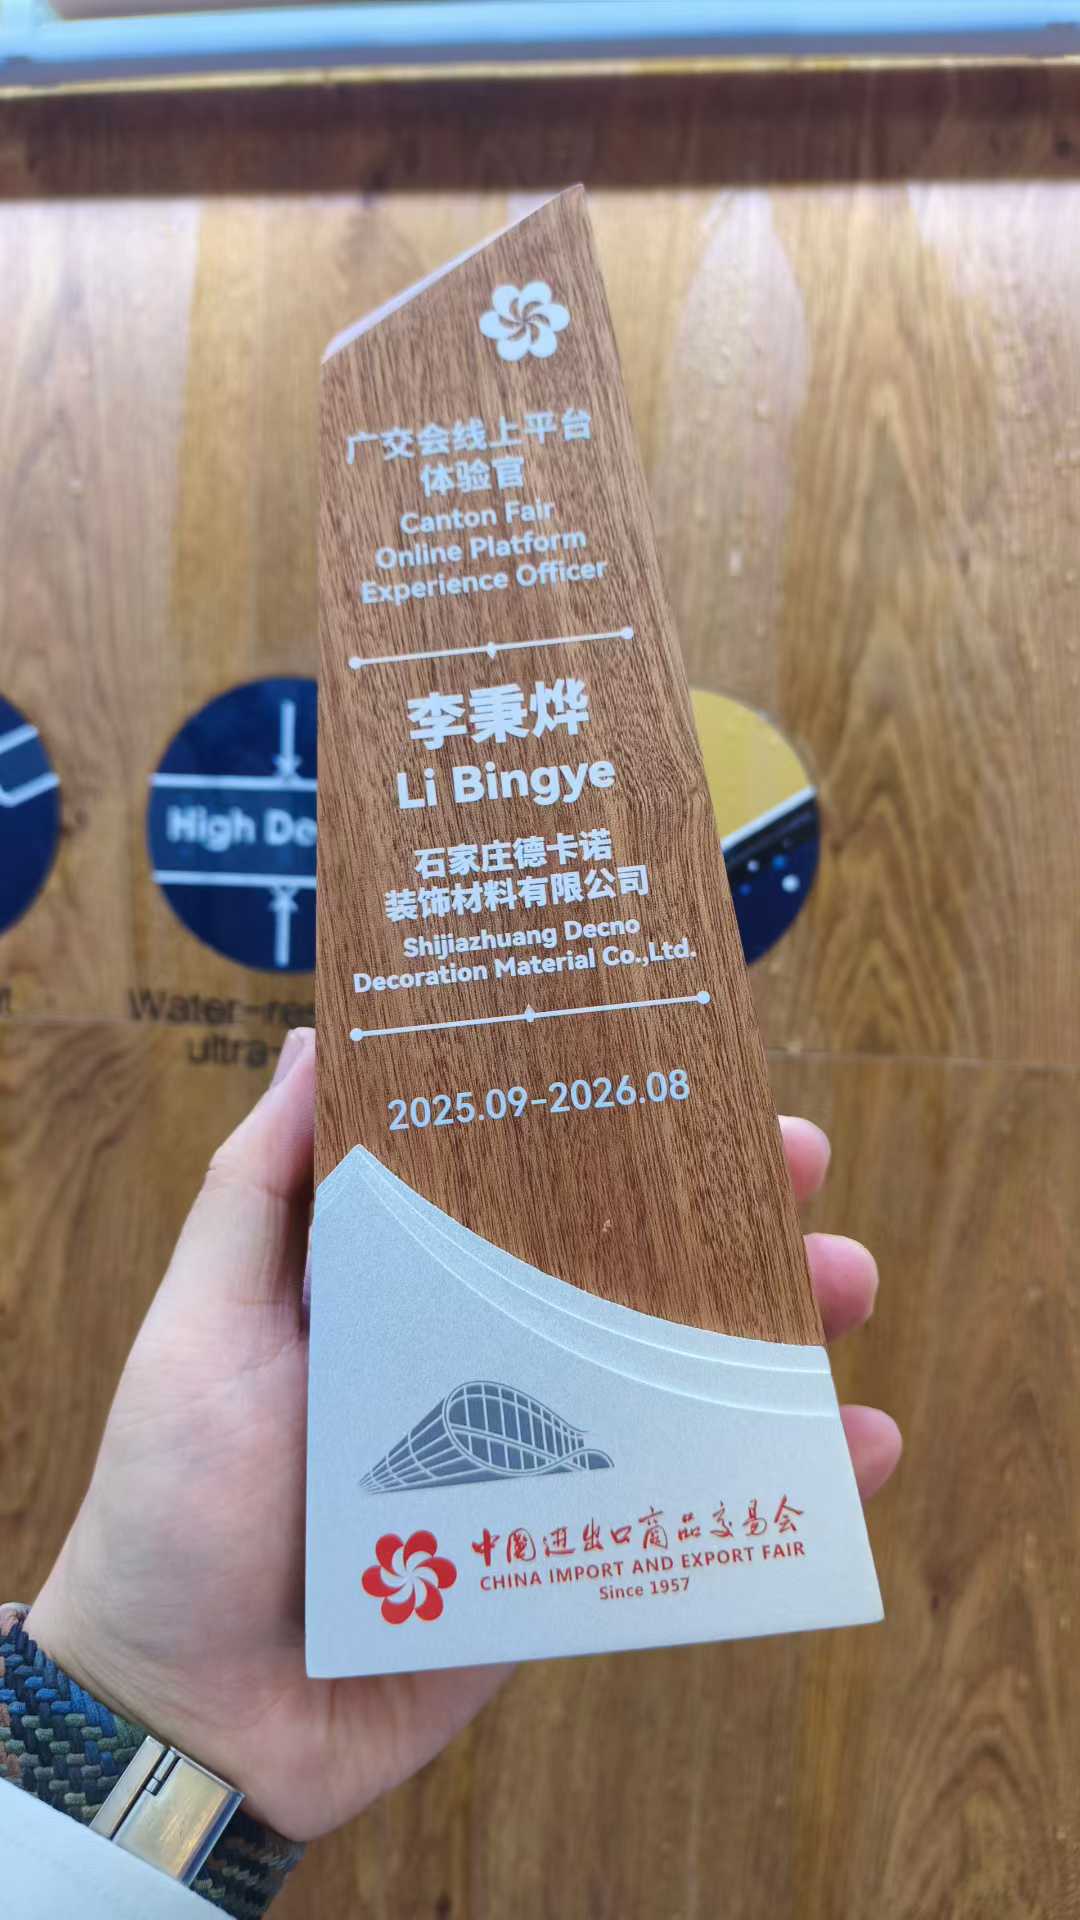 广交会线上平台
体验官
Canton Fair
Online Platform
Experience Officer
李秉烨
Li Bingye
石家庄德卡诺
装饰材料有限公司
Shijiazhuang Decno
Decoration Material Co.,Ltd.
2025.09-2026.08
中国进出口商品交易会
CHINA IMPORT AND EXPORT FAIR
Since 1957
High De
Water-res
ultra-